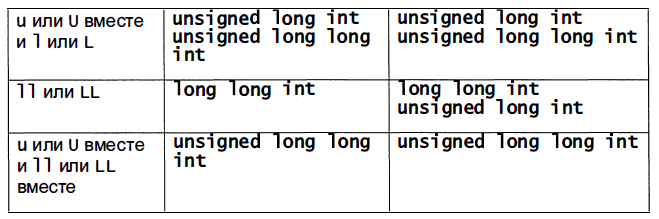 u или U вместе
и l или L
unsigned long int
unsigned long long
int
unsigned long int
unsigned long long int
ll или LL
long long int
long long int
unsigned long int
u или U вместе
и ll или LL
вместе
unsigned long long
int
unsigned long long int